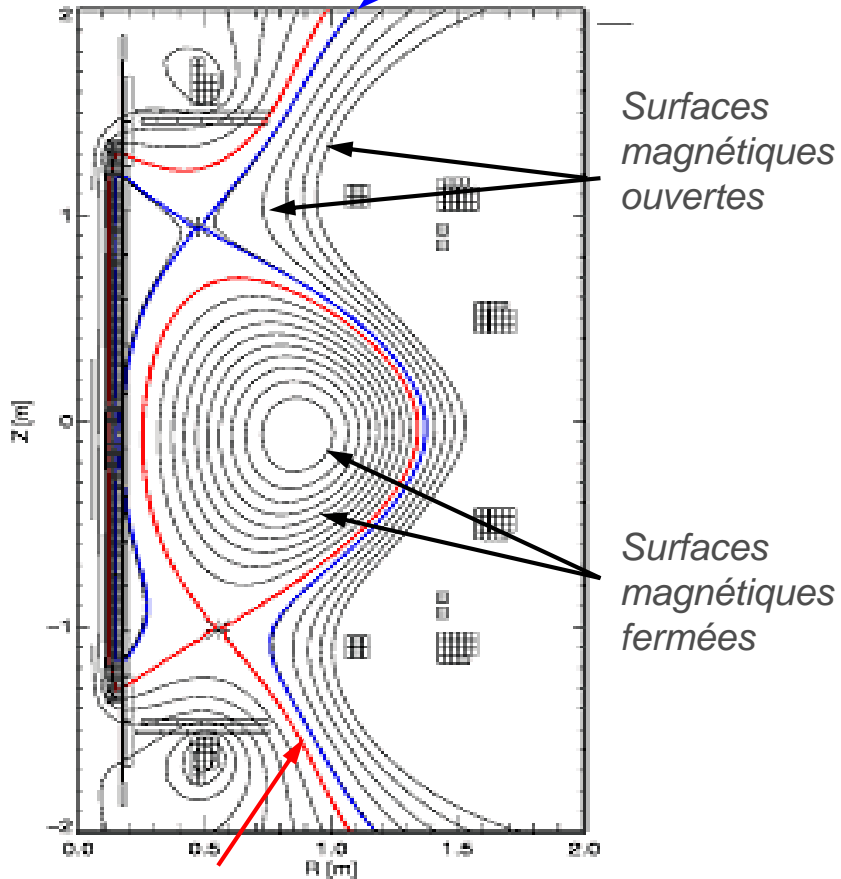 2
1
0
-1
-2
Z [m]
0.0
0.5
1.0
1.5
2.0
R [m]
Surfaces
magnétiques
ouvertes
Surfaces
magnétiques
fermées